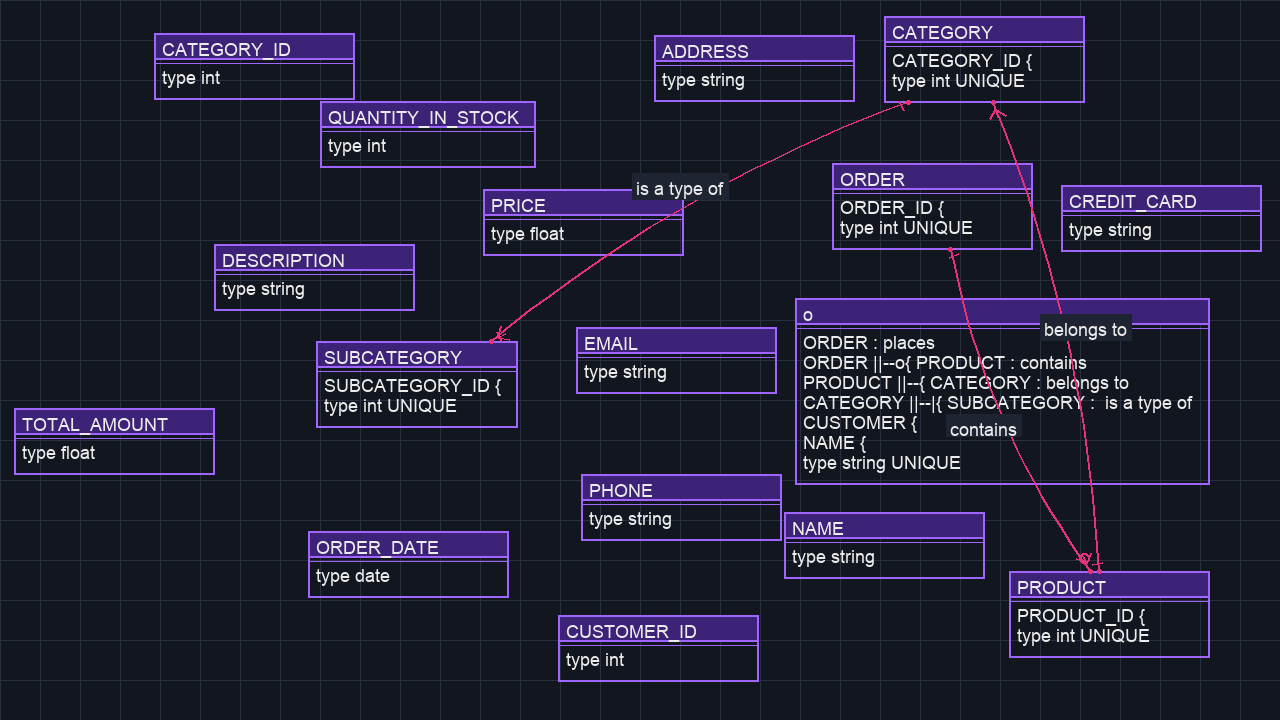 CATEGORY_ID
type int
QUANTITY_IN_STOCK
type int
ADDRESS
type string
CATEGORY
CATEGORY_ID {
type int UNIQUE
is a type of
PRICE
type float
ORDER
ORDER_ID {
type int UNIQUE
CREDIT_CARD
type string
DESCRIPTION
type string
SUBCATEGORY
SUBCATEGORY_ID {
type int UNIQUE
EMAIL
type string
o
ORDER : places
ORDER ||--o{ PRODUCT : contains
PRODUCT ||--{ CATEGORY : belongs to
CATEGORY ||--|{ SUBCATEGORY :  is a type of
CUSTOMER {
NAME {
type string UNIQUE
belongs to
contains
TOTAL_AMOUNT
type float
PHONE
type string
NAME
type string
ORDER_DATE
type date
PRODUCT
PRODUCT_ID {
type int UNIQUE
CUSTOMER_ID
type int